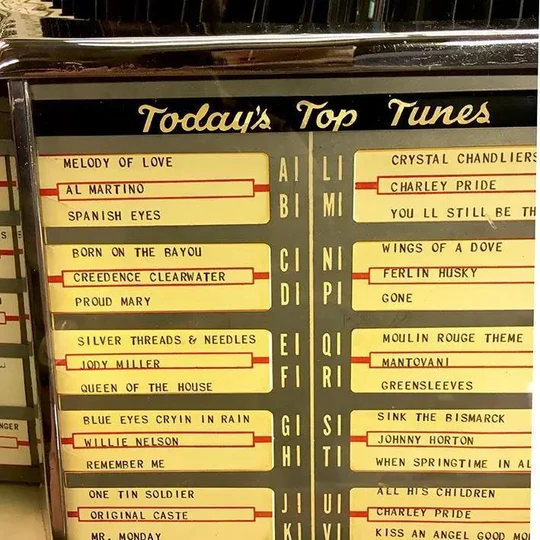 Today's Top Tunes
MELODY OF LOVE
AL MARTINO
SPANISH EYES
A1
B1
BORN ON THE BAYOU
CREEDENCE CLEARWATER
PROUD MARY
C1
D1
SILVER THREADS & NEEDLES
JODY MILLER
QUEEN OF THE HOUSE
E1
F1
BLUE EYES CRYIN IN RAIN
WILLIE NELSON
REMEMBER ME
G1
H1
ONE TIN SOLDIER
ORIGINAL CASTE
MR. MONDAY
J1
K1
L1
M1
CRYSTAL CHANDLIERS
CHARLEY PRIDE
YOU LL STILL BE TH
N1
P1
WINGS OF A DOVE
FERLIN HUSKY
GONE
Q1
R1
MOULIN ROUGE THEME
MANTOVANI
GREENSLEEVES
S1
T1
SINK THE BISMARCK
JOHNNY HORTON
WHEN SPRINGTIME IN AL
U1
V1
ALL HIS CHILDREN
CHARLEY PRIDE
KISS AN ANGEL GOOD MO